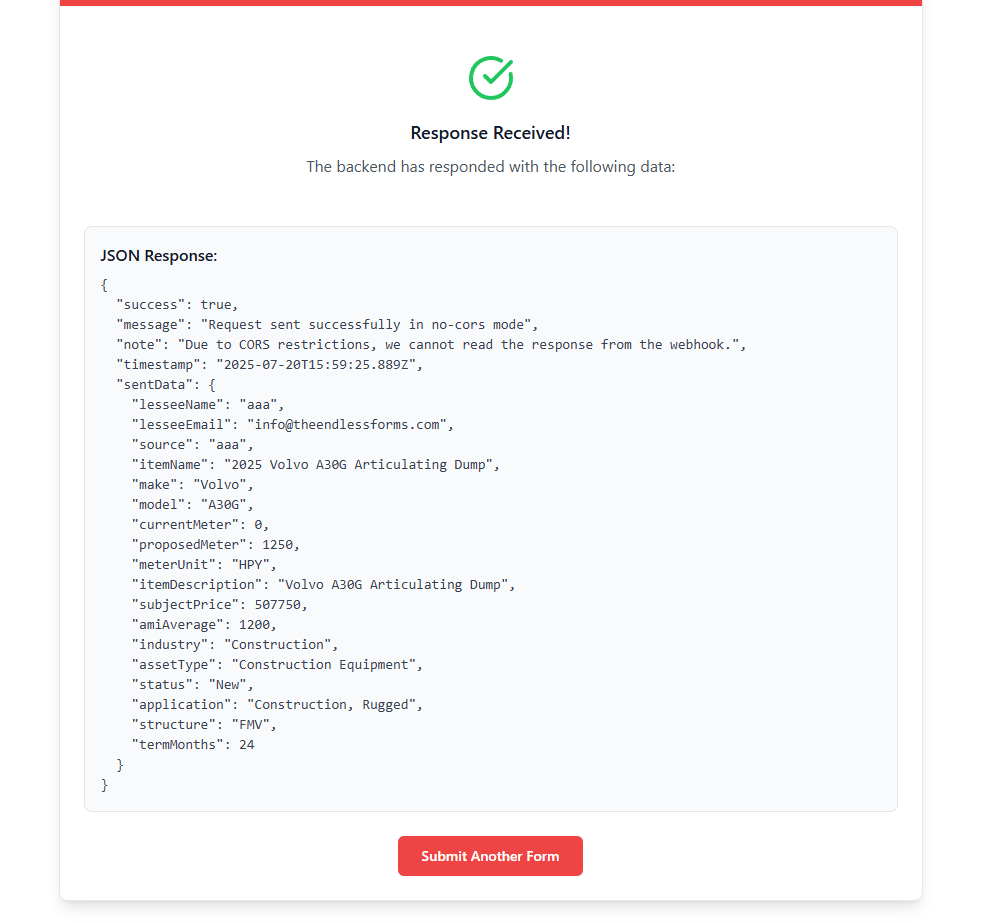 Response Received!
The backend has responded with the following data:
JSON Response:
{
  "success": true,
  "message": "Request sent successfully in no-cors mode",
  "note": "Due to CORS restrictions, we cannot read the response from the webhook.",
  "timestamp": "2025-07-20T15:59:25.889Z",
  "sentData": {
    "lesseeName": "aaa",
    "lesseeEmail": "info@theendlessforms.com",
    "source": "aaa",
    "itemName": "2025 Volvo A30G Articulating Dump",
    "make": "Volvo",
    "model": "A30G",
    "currentMeter": 0,
    "proposedMeter": 1250,
    "meterUnit": "HPY",
    "itemDescription": "Volvo A30G Articulating Dump",
    "subjectPrice": 507750,
    "amiAverage": 1200,
    "industry": "Construction",
    "assetType": "Construction Equipment",
    "status": "New",
    "application": "Construction, Rugged",
    "structure": "FMV",
    "termMonths": 24
  }
}
Submit Another Form